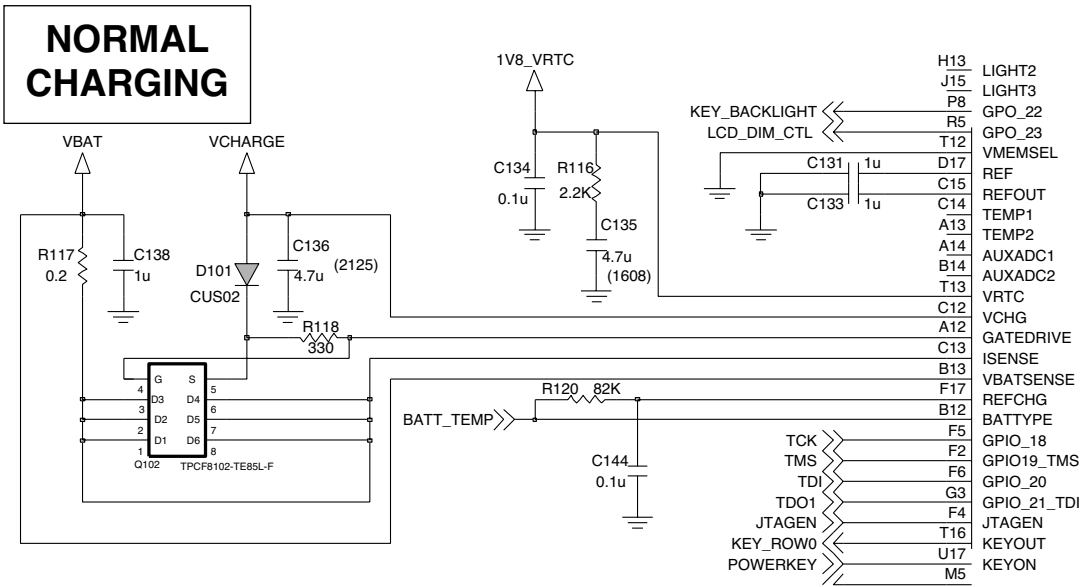 NORMAL
CHARGING
VBAT
VCHARGE
R117
0.2
C138
1u
D101
CUS02
C136
4.7u
(2125)
R118
330
G
S
4
5
D3
D4
3
6
D2
D5
2
7
D1
D6
1
8
Q102
TPCF8102-TE85L-F
1V8_VRTC
C134
0.1u
R116
2.2K
C135
4.7u
(1608)
KEY_BACKLIGHT
LCD_DIM_CTL
C131
1u
C133
1u
R120
82K
BATT_TEMP
C144
0.1u
TCK
TMS
TDI
TDO1
JTAGEN
KEY_ROW0
POWERKEY
H13
LIGHT2
J15
LIGHT3
P8
GPO_22
R5
GPO_23
T12
VMEMSEL
D17
REF
C15
REFOUT
C14
TEMP1
A13
TEMP2
A14
AUXADC1
B14
AUXADC2
T13
VRTC
C12
VCHG
A12
GATEDRIVE
C13
ISENSE
B13
VBATSENSE
F17
REFCHG
B12
BATTYPE
F5
GPIO_18
F2
GPIO19_TMS
F6
GPIO_20
G3
GPIO_21_TDI
F4
JTAGEN
T16
KEYOUT
U17
KEYON
M5